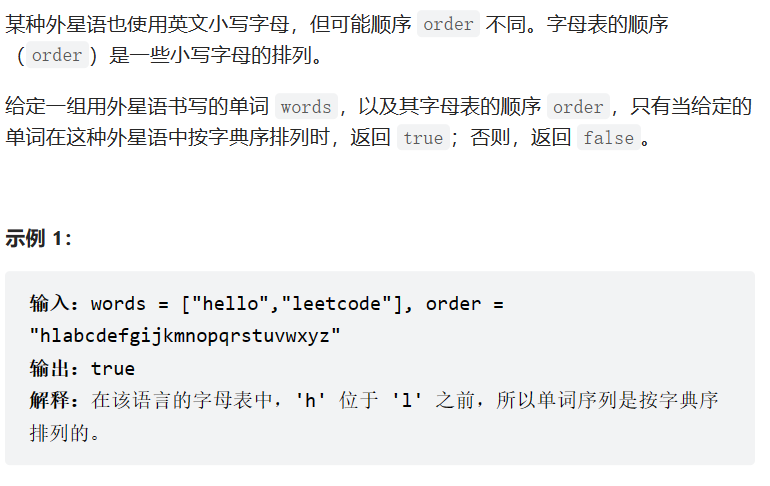 某种外星语也使用英文小写字母，但可能顺序 order 不同。字母表的顺序
（order）是一些小写字母的排列。
给定一组用外星语书写的单词 words，以及其字母表的顺序 order，只有当给定的
单词在这种外星语中按字典序排列时，返回 true；否则，返回 false。
示例 1：
输入：words = ["hello","leetcode"], order =
"hlabcdefgijkmnopqrstuvwxyz"
输出：true
解释：在该语言的字母表中，'h' 位于 'l' 之前，所以单词序列是按字典序
排列的。